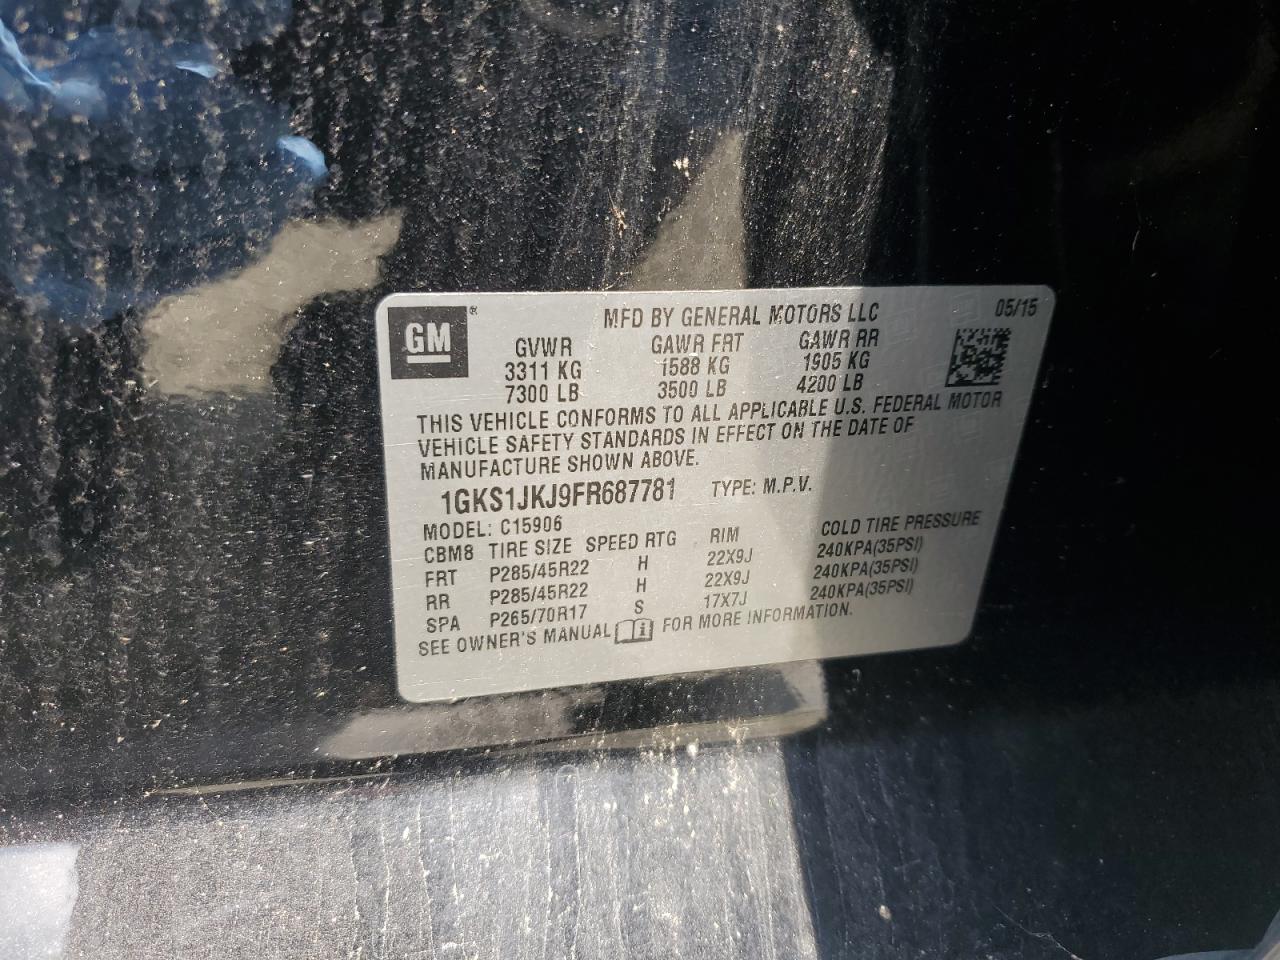 GM ® MFD BY GENERAL MOTORS LLC 05/15
GVWR GAWR FRT GAWR RR
3311 KG 1588 KG 1905 KG
7300 LB 3500 LB 4200 LB
THIS VEHICLE CONFORMS TO ALL APPLICABLE U.S. FEDERAL MOTOR
VEHICLE SAFETY STANDARDS IN EFFECT ON THE DATE OF
MANUFACTURE SHOWN ABOVE.
1GKS1JKJ9FR687781 TYPE: M.P.V.
MODEL: C15906
CBM8 TIRE SIZE SPEED RTG RIM COLD TIRE PRESSURE
FRT P285/45R22 H 22X9J 240KPA(35PSI)
RR P285/45R22 H 22X9J 240KPA(35PSI)
SPA P265/70R17 S 17X7J 240KPA(35PSI)
SEE OWNER'S MANUAL FOR MORE INFORMATION.